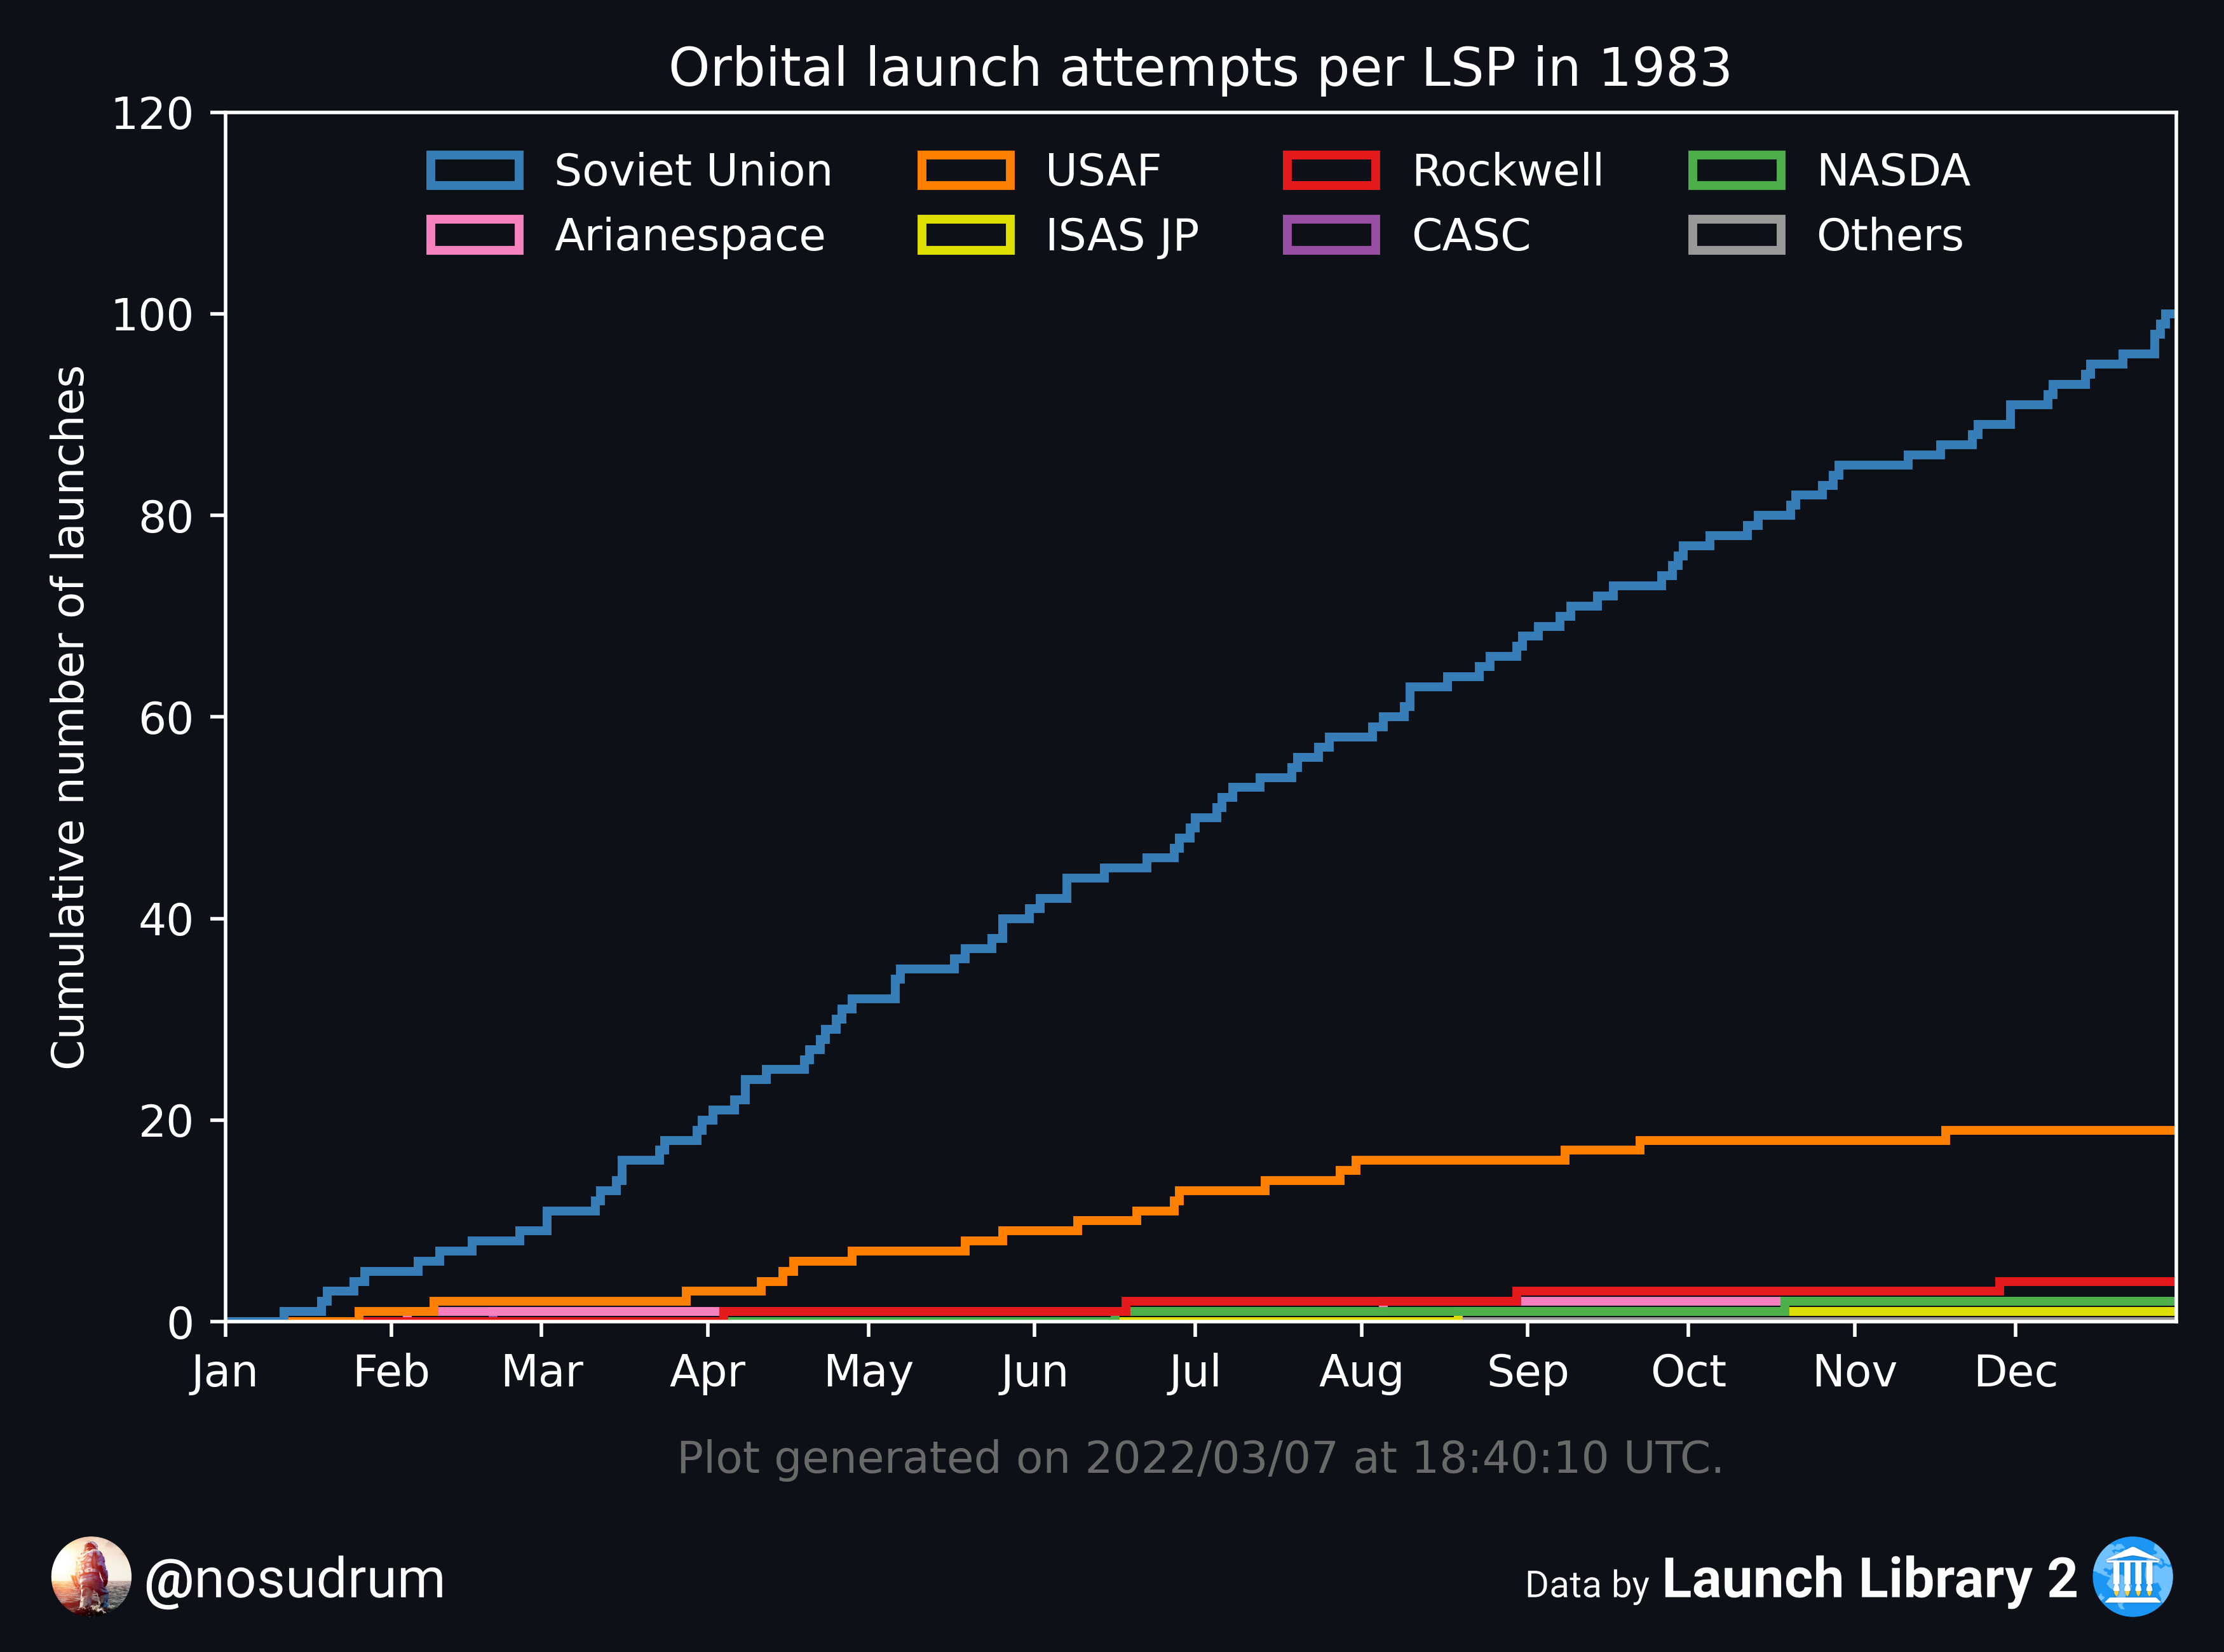 Orbital launch attempts per LSP in 1983
Soviet Union USAF Rockwell NASDA
Arianespace ISAS JP CASC Others
Cumulative number of launches
120
100
80
60
40
20
0
Jan Feb Mar Apr May Jun Jul Aug Sep Oct Nov Dec
Plot generated on 2022/03/07 at 18:40:10 UTC.
@nosudrum
Data by Launch Library 2